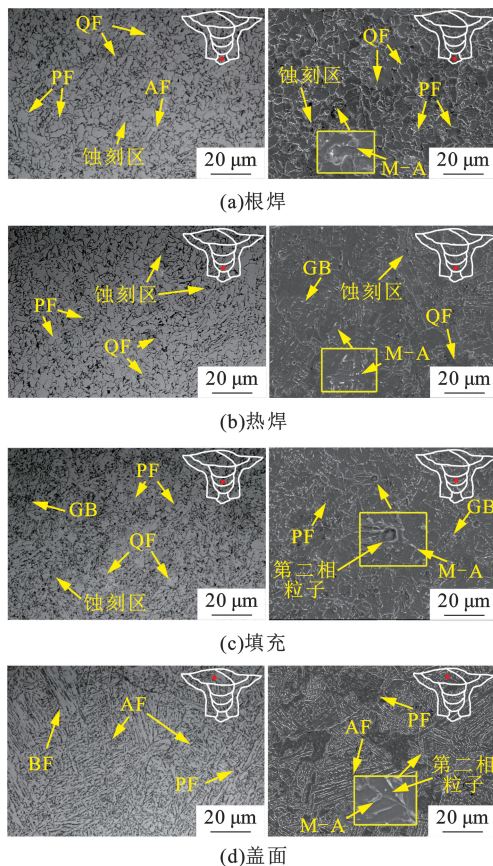 QF
PF
AF
蚀刻区
20 μm
QF
蚀刻区
PF
M-A
20 μm
(a)根焊
蚀刻区
PF
QF
20 μm
GB
蚀刻区
QF
M-A
20 μm
(b)热焊
PF
GB
QF
蚀刻区
20 μm
GB
PF
第二相
粒子
M-A
20 μm
(c)填充
AF
BF
PF
20 μm
PF
AF
第二相
粒子
M-A
20 μm
(d)盖面